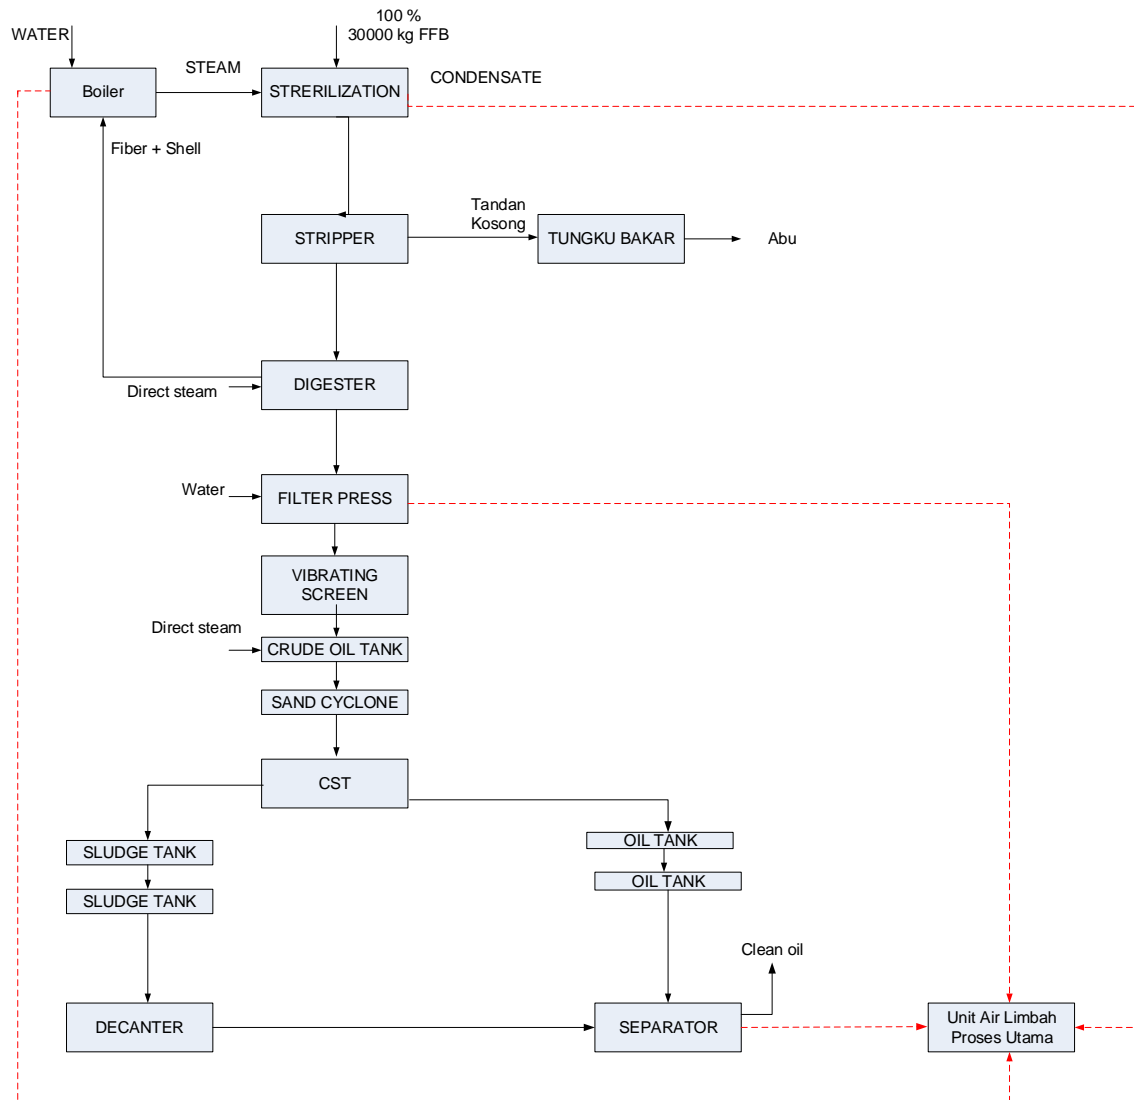 100 %
30000 kg FFB
WATER
STEAM
CONDENSATE
Boiler
STRERILIZATION
Fiber + Shell
Tandan
Kosong
STRIPPER
TUNGKU BAKAR
Abu
DIGESTER
Direct steam
Water
FILTER PRESS
VIBRATING
SCREEN
Direct steam
CRUDE OIL TANK
SAND CYCLONE
CST
SLUDGE TANK
OIL TANK
SLUDGE TANK
OIL TANK
Clean oil
DECANTER
SEPARATOR
Unit Air Limbah
Proses Utama